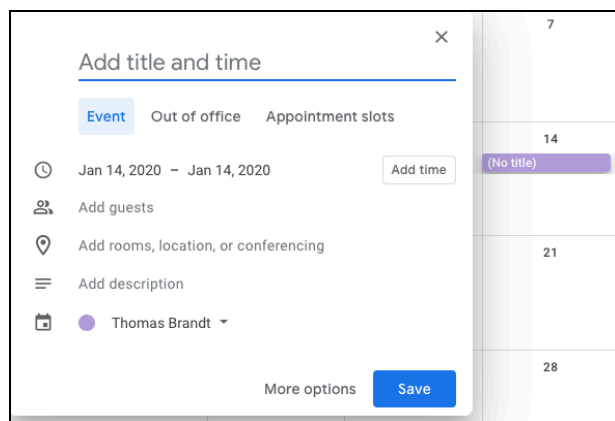 Add title and time
Event Out of office Appointment slots
Jan 14, 2020 – Jan 14, 2020 Add time
Add guests
Add rooms, location, or conferencing
Add description
Thomas Brandt
More options Save
7
14
(No title)
21
28